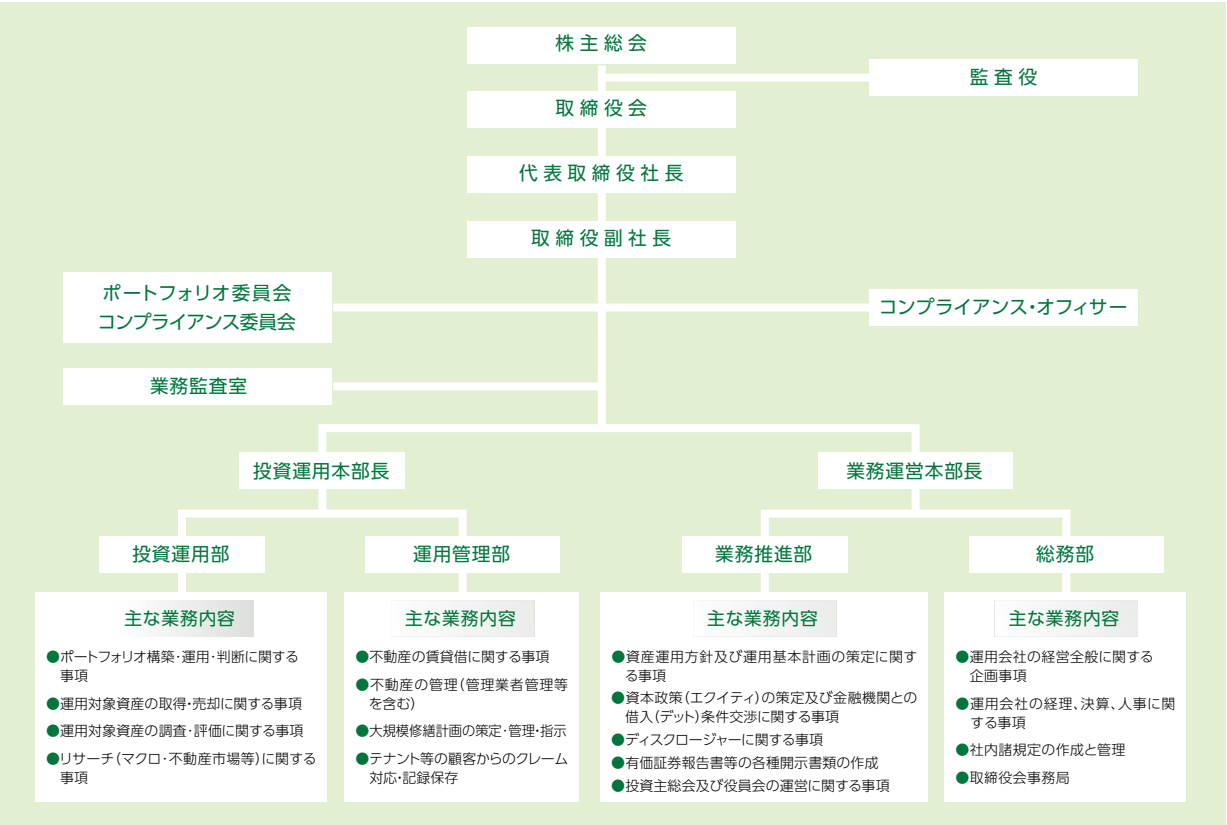 株主総会
監査役
取締役会
代表取締役社長
取締役副社長
ポートフォリオ委員会
コンプライアンス委員会
コンプライアンス・オフィサー
業務監査室
投資運用本部長
業務運営本部長
投資運用部
運用管理部
業務推進部
総務部
主な業務内容
●ポートフォリオ構築・運用・判断に関する
事項
●運用対象資産の取得・売却に関する事項
●運用対象資産の調査・評価に関する事項
●リサーチ(マクロ・不動産市場等)に関する
事項
主な業務内容
●不動産の賃貸借に関する事項
●不動産の管理(管理業者管理等
を含む)
●大規模修繕計画の策定・管理・指示
●テナント等の顧客からのクレーム
対応・記録保存
主な業務内容
●資産運用方針及び運用基本計画の策定に関す
る事項
●資本政策(エクイティ)の策定及び金融機関との
借入(デット)条件交渉に関する事項
●ディスクロージャーに関する事項
●有価証券報告書等の各種開示書類の作成
●投資主総会及び役員会の運営に関する事項
主な業務内容
●運用会社の経営全般に関する
企画事項
●運用会社の経理、決算、人事に関
する事項
●社内諸規定の作成と管理
●取締役会事務局